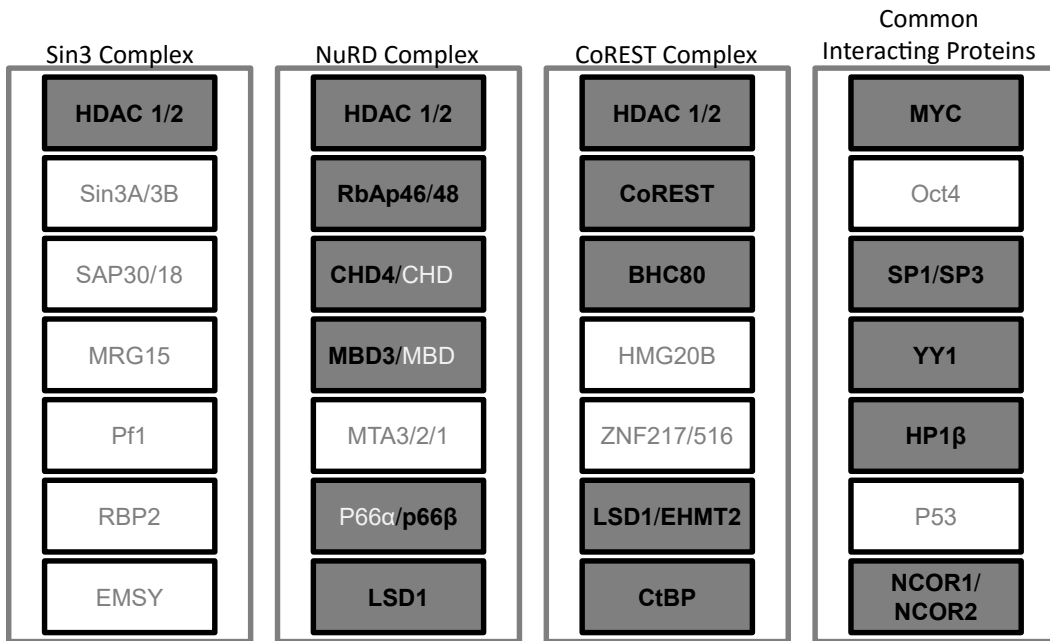 Sin3 Complex
HDAC 1/2
Sin3A/3B
SAP30/18
MRG15
Pf1
RBP2
EMSY
NuRD Complex
HDAC 1/2
RbAp46/48
CHD4/CHD
MBD3/MBD
MTA3/2/1
P66α/p66β
LSD1
CoREST Complex
HDAC 1/2
CoREST
BHC80
HMG20B
ZNF217/516
LSD1/EHMT2
CtBP
Common
Interacting Proteins
MYC
Oct4
SP1/SP3
YY1
HP1β
P53
NCOR1/
NCOR2